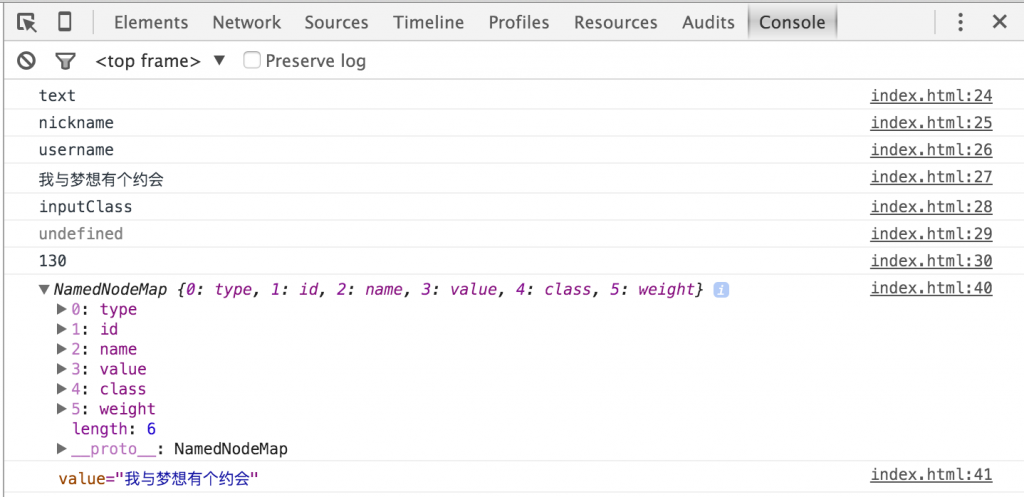 Elements Network Sources Timeline Profiles Resources Audits Console
<top frame> ▼ Preserve log
text index.html:24
nickname index.html:25
username index.html:26
我与梦想有个约会 index.html:27
inputClass index.html:28
undefined index.html:29
130 index.html:30
▼NamedNodeMap {0: type, 1: id, 2: name, 3: value, 4: class, 5: weight} i index.html:40
▶0: type
▶1: id
▶2: name
▶3: value
▶4: class
▶5: weight
length: 6
▶__proto__: NamedNodeMap
value="我与梦想有个约会" index.html:41